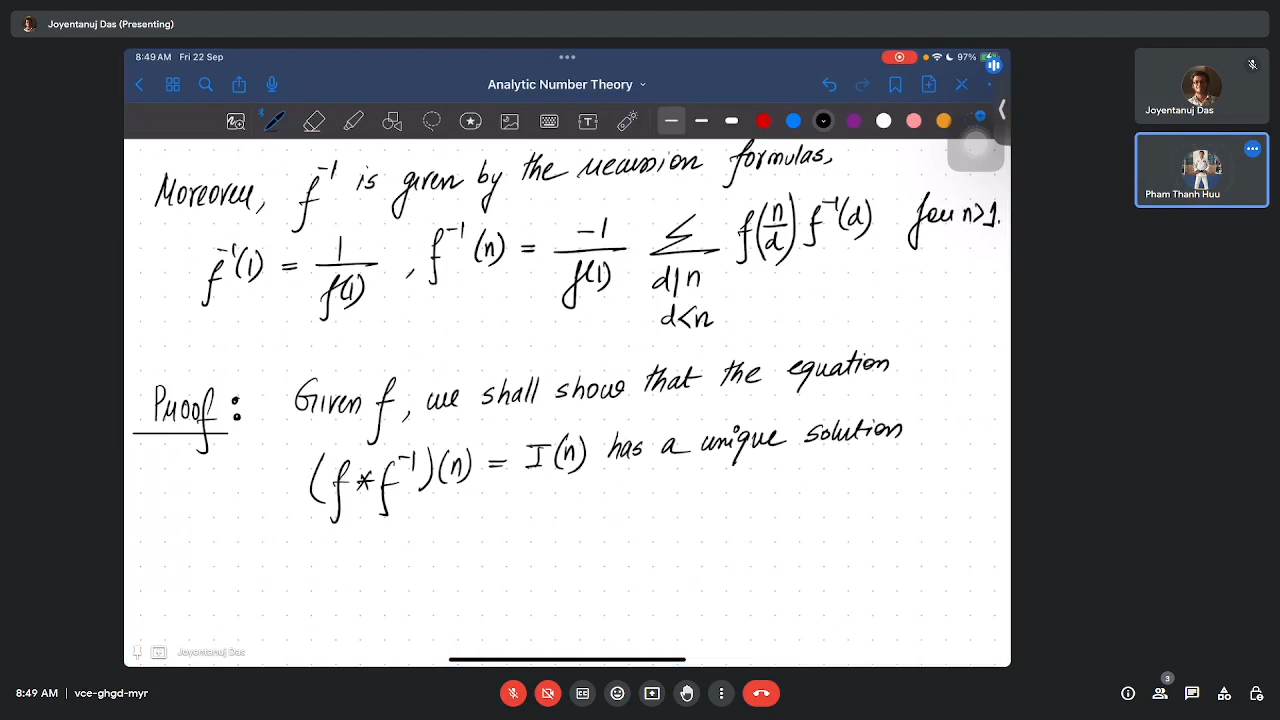 Joyentanuj Das (Presenting)
8:49 AM Fri 22 Sep
97%
Analytic Number Theory
Joyentanuj Das
Pham Thanh Huu
Moreover, f⁻¹ is given by the recursion formulas,
f⁻¹(1) = 1/f(1) , f⁻¹(n) = -1/f(1) Σ f(n/d) f⁻¹(d) for n>1.
d|n
d<n
Proof : Given f, we shall show that the equation
(f * f⁻¹)(n) = I(n) has a unique solution
Joyentanuj Das
8:49 AM | vce-ghgd-myr
3